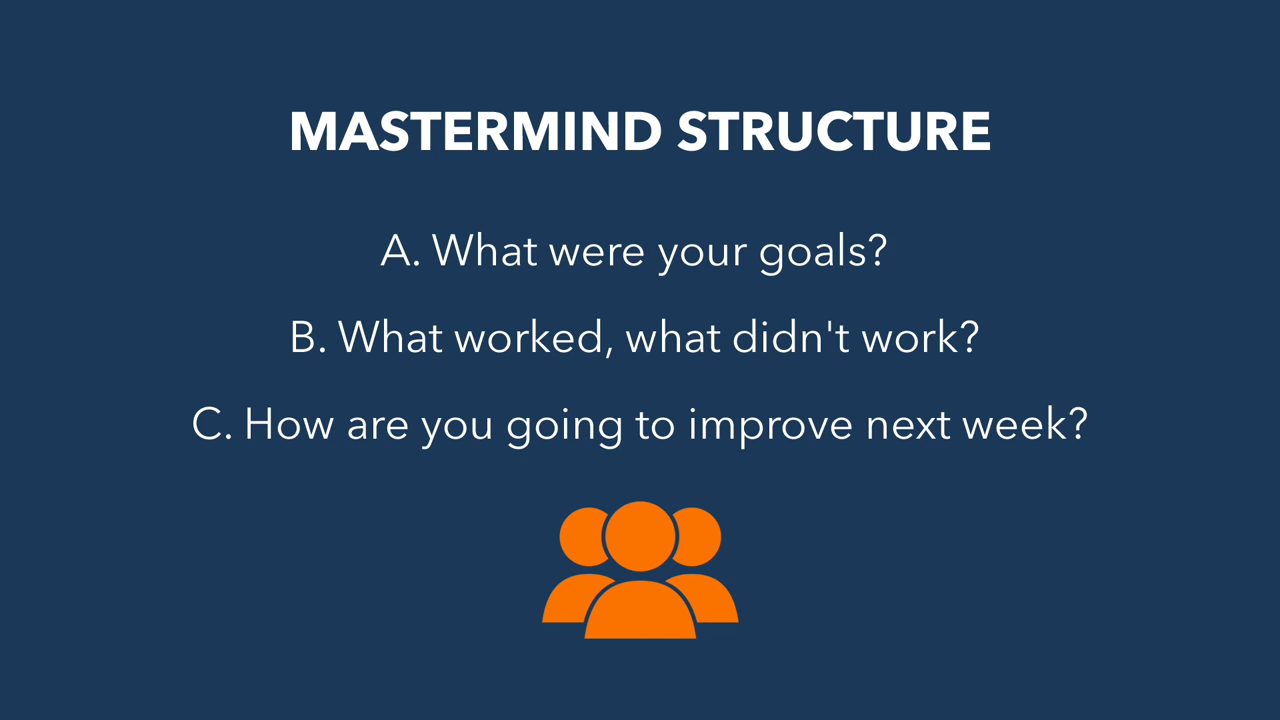 MASTERMIND STRUCTURE
A. What were your goals?
B. What worked, what didn't work?
C. How are you going to improve next week?